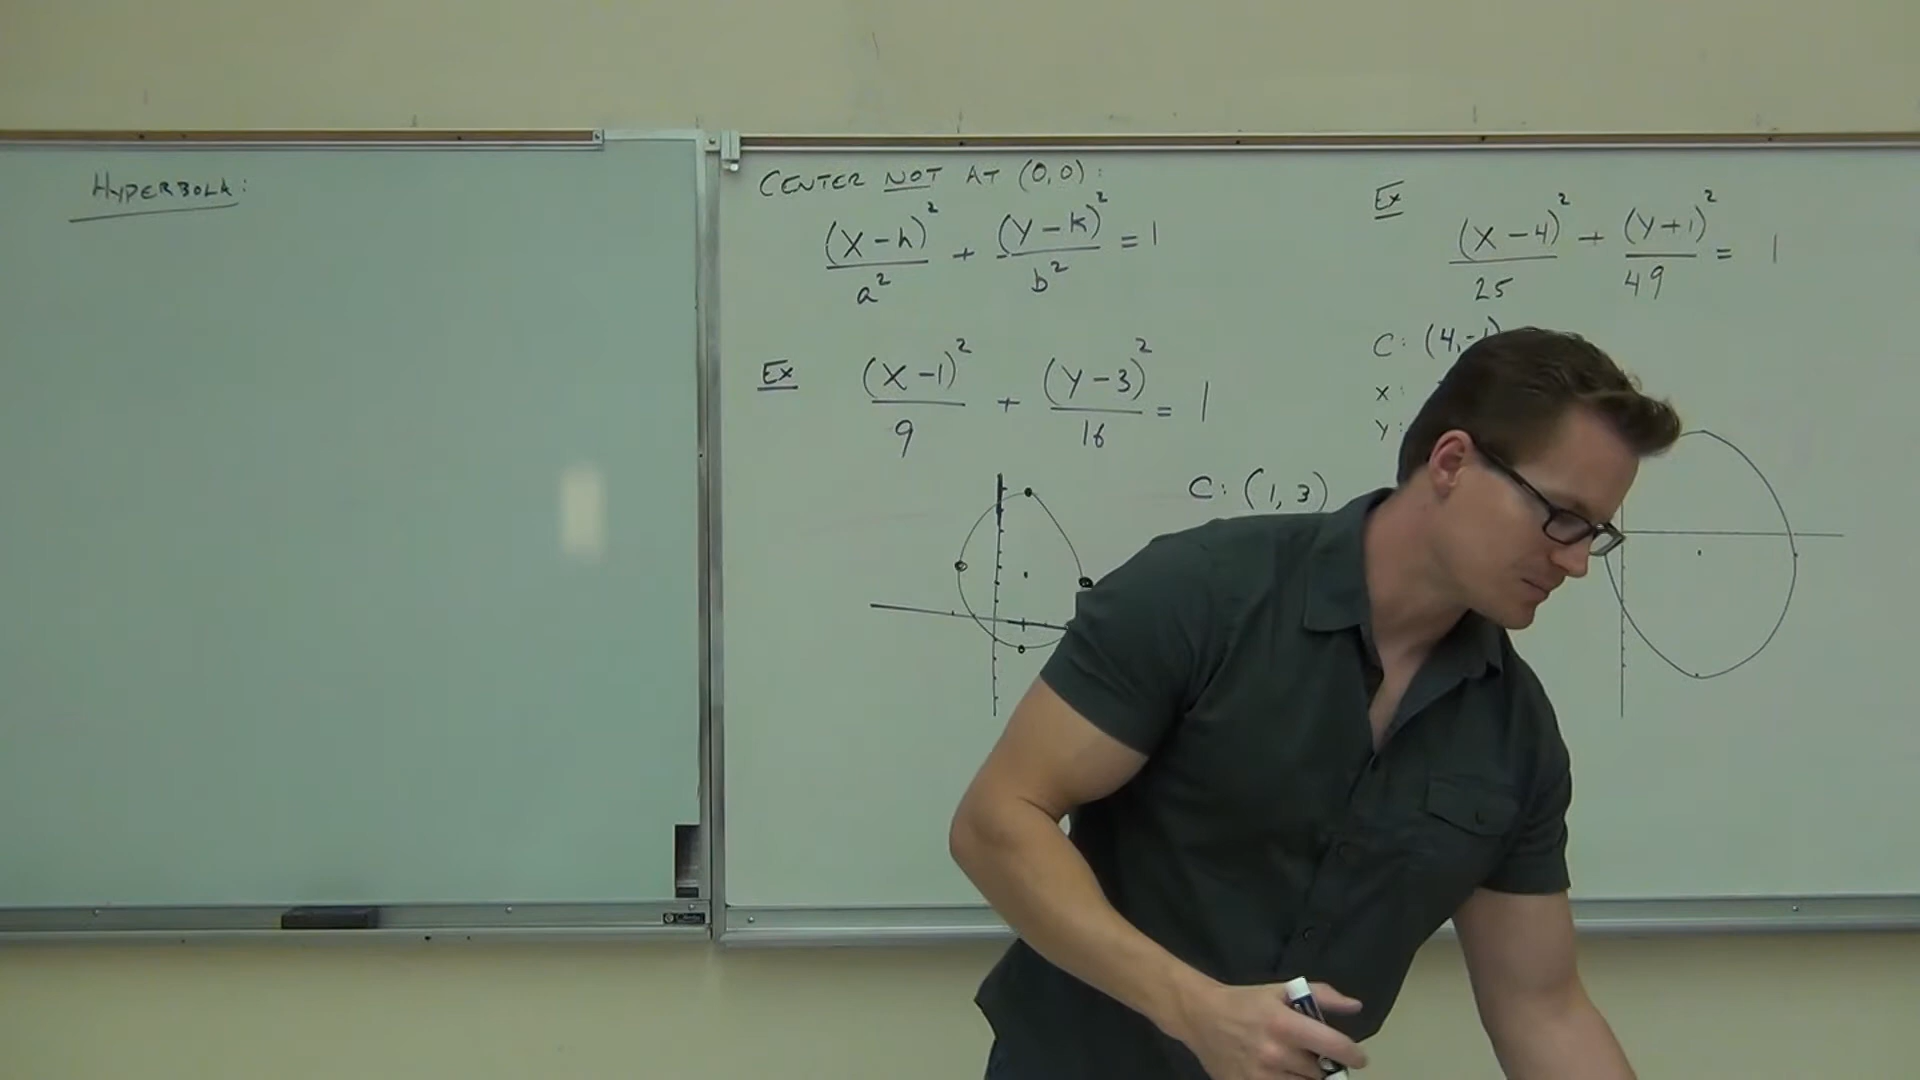 HYPERBOLA:
CENTER NOT AT (0,0):
(X-h)²/a² + (Y-k)²/b² = 1
Ex (X-1)²/9 + (Y-3)²/16 = 1
C: (1,3)
Ex (X-4)²/25 + (Y+1)²/49 = 1
C: (4,-1)
X:
Y: